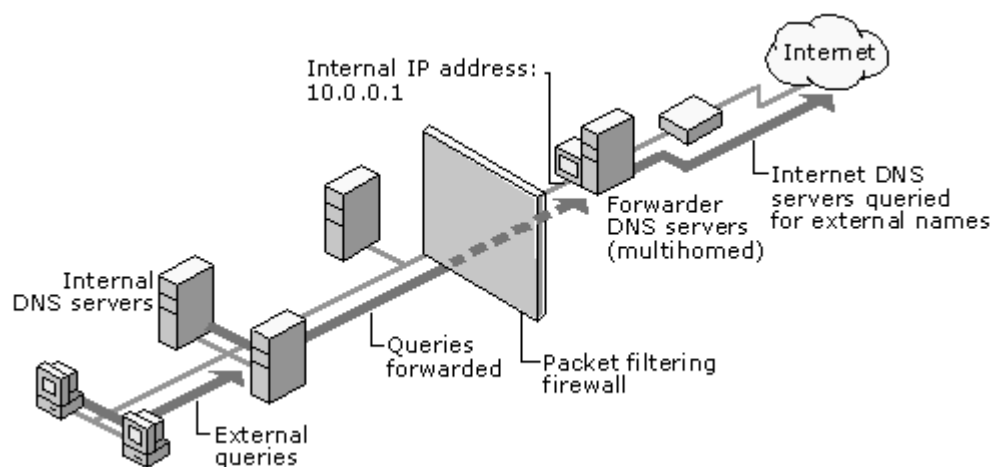 Internet
Internal IP address:
10.0.0.1
Internet DNS
servers queried
for external names
Forwarder
DNS servers
(multihomed)
Internal
DNS servers
Queries
forwarded
Packet filtering
firewall
External
queries